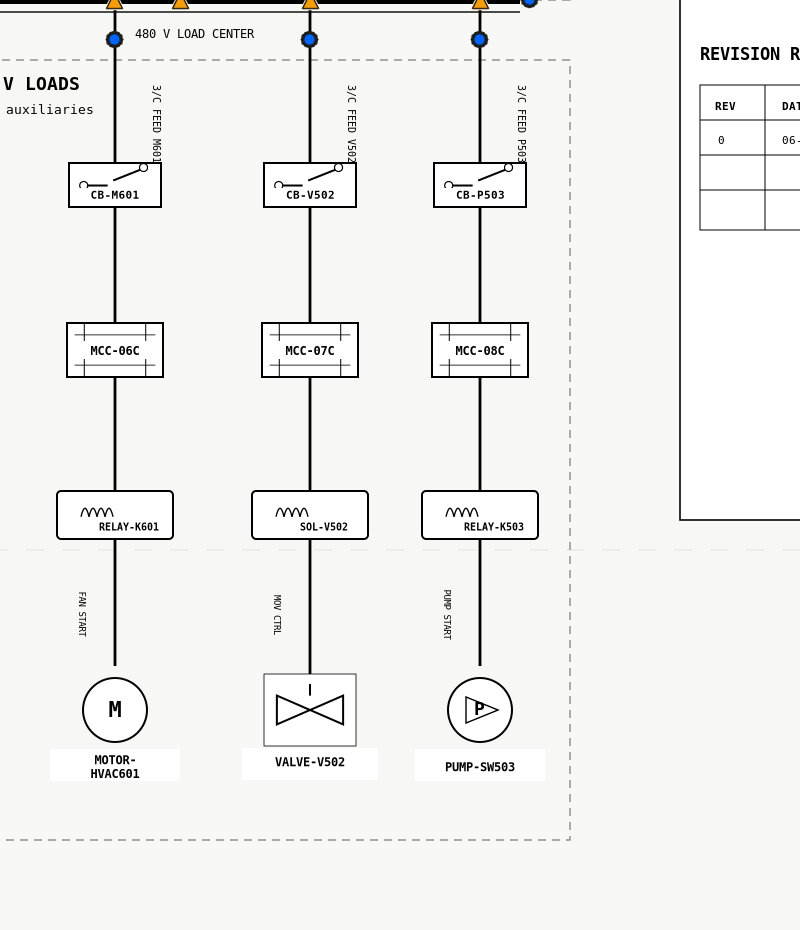 480 V LOAD CENTER
V LOADS
auxiliaries
3/C FEED M601
3/C FEED V502
3/C FEED P503
CB-M601
CB-V502
CB-P503
MCC-06C
MCC-07C
MCC-08C
RELAY-K601
SOL-V502
RELAY-K503
FAN START
MOV CTRL
PUMP START
M
P
MOTOR-
HVAC601
VALVE-V502
PUMP-SW503
REVISION R
REV DAT
0 06-